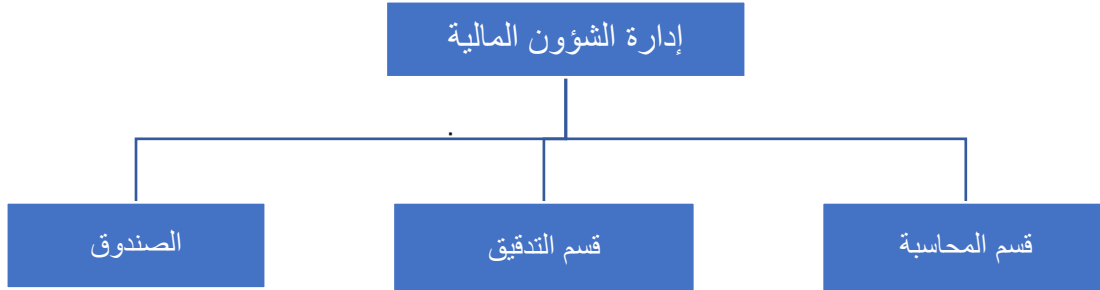 إدارة الشؤون المالية
قسم المحاسبة
قسم التدقيق
الصندوق